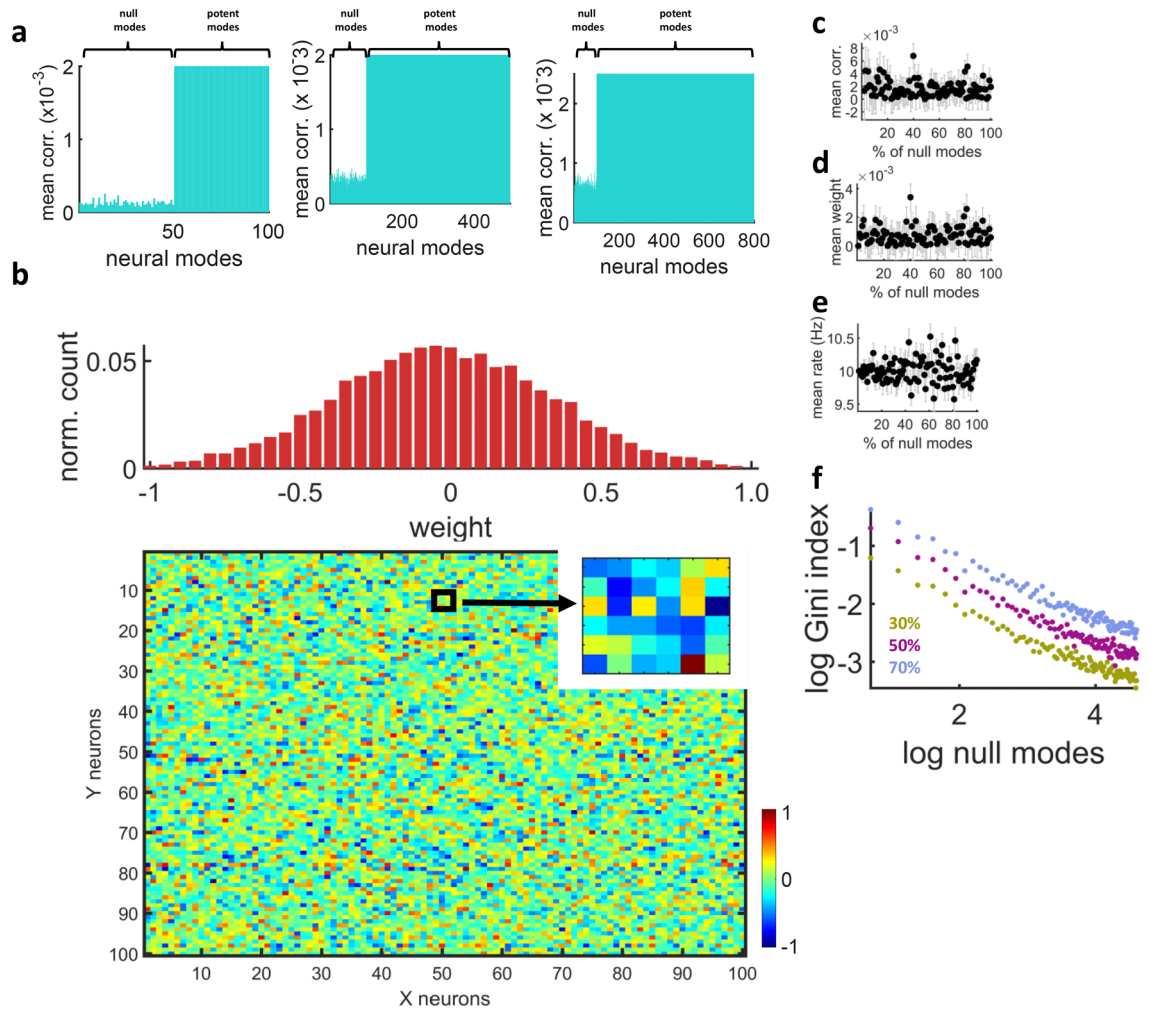 a
null
modes
potent
modes
mean corr. (x10-3)
2
1
0
50
100
neural modes
null
modes
potent
modes
mean corr. (x 10-3)
2
1
0
200
400
neural modes
null
modes
potent
modes
mean corr. (x 10-3)
2
1
0
200
400
600
800
neural modes
b
norm. count
0.05
0
-1
-0.5
0
0.5
1.0
weight
Y neurons
10
20
30
40
50
60
70
80
90
100
10
20
30
40
50
60
70
80
90
100
X neurons
1
0
-1
c
×10-3
mean corr.
8
6
4
2
0
-2
20
40
60
80
100
% of null modes
d
×10-3
mean weight
4
2
0
20
40
60
80
100
% of null modes
e
mean rate (Hz)
10.5
10
9.5
20
40
60
80
100
% of null modes
f
log Gini index
-1
-2
-3
30%
50%
70%
2
4
log null modes